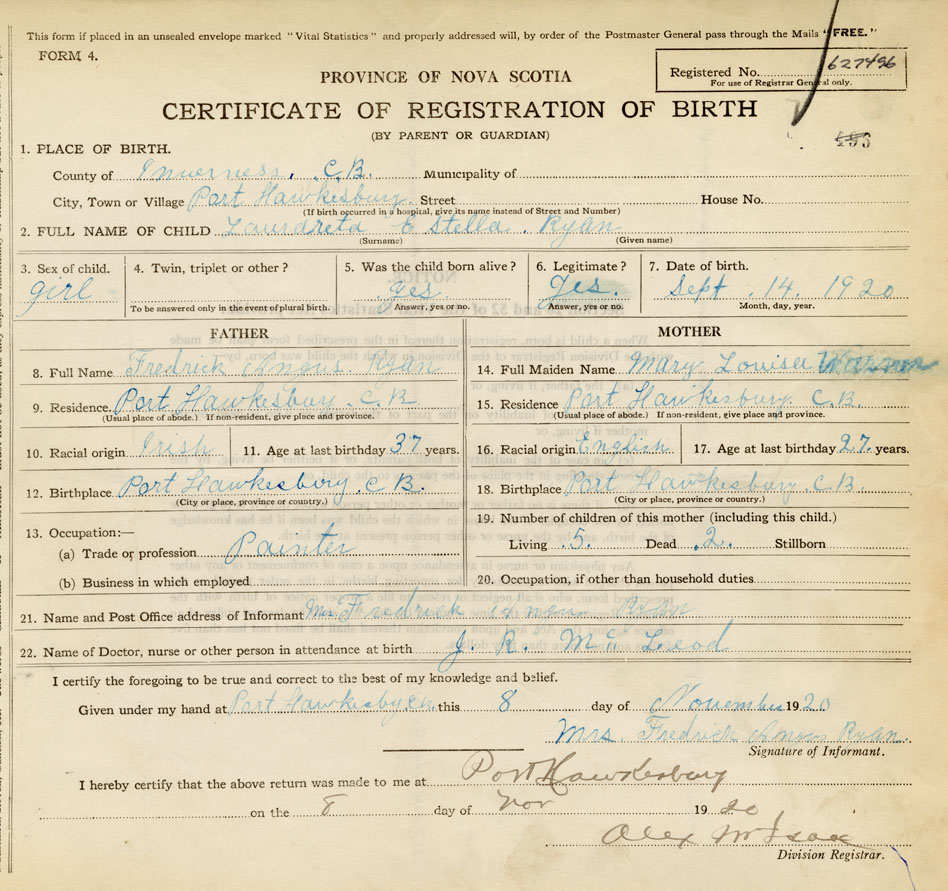 This form if placed in an unsealed envelope marked "Vital Statistics" and properly addressed will, by order of the Postmaster General pass through the Mails "FREE."
FORM 4.
Registered No. 627496
For use of Registrar General only.
PROVINCE OF NOVA SCOTIA
CERTIFICATE OF REGISTRATION OF BIRTH
(BY PARENT OR GUARDIAN)
1. PLACE OF BIRTH.
County of Inverness. C.B. Municipality of
City, Town or Village Port Hawkesbury. Street House No.
(If birth occurred in a hospital, give its name instead of Street and Number)
2. FULL NAME OF CHILD Laundreta Estella. Ryan
(Surname) (Given name)
3. Sex of child. 4. Twin, triplet or other? 5. Was the child born alive? 6. Legitimate? 7. Date of birth.
girl yes. Yes. Sept. 14. 1920
To be answered only in the event of plural birth. Answer, yes or no. Answer, yes or no. Month, day, year.
FATHER MOTHER
8. Full Name Fredrick Angus. Ryan 14. Full Maiden Name Mary Louisee
9. Residence. Port Hawkesbury. C.B. 15. Residence Port Hawikesbury. C.B.
(Usual place of abode.) If non-resident, give place and province. (Usual place of abode.) If non-resident, give place and province.
10. Racial origin Irish 11. Age at last birthday 37 years. 16. Racial origin English 17. Age at last birthday 27. years.
12. Birthplace Port Hawkesbury. C B. 18. Birthplace Port Hawkesbury. C B.
(City or place, province or country.) (City or place, province or country.)
13. Occupation:— 19. Number of children of this mother (including this child.)
(a) Trade or profession Painter Living 5. Dead 2. Stillborn
(b) Business in which employed 20. Occupation, if other than household duties
21. Name and Post Office address of Informant Mrs. Fredrick Angus Ryan
22. Name of Doctor, nurse or other person in attendance at birth J. R. Mc Leod
I certify the foregoing to be true and correct to the best of my knowledge and belief.
Given under my hand at Port Hawkesby C.B. this 8 day of November 1920
Mrs. Fredrick Angus Ryan.
Signature of Informant.
I hereby certify that the above return was made to me at Port Hawkesbury
on the 8 day of Nov 1920
Alex McIsaac
Division Registrar.